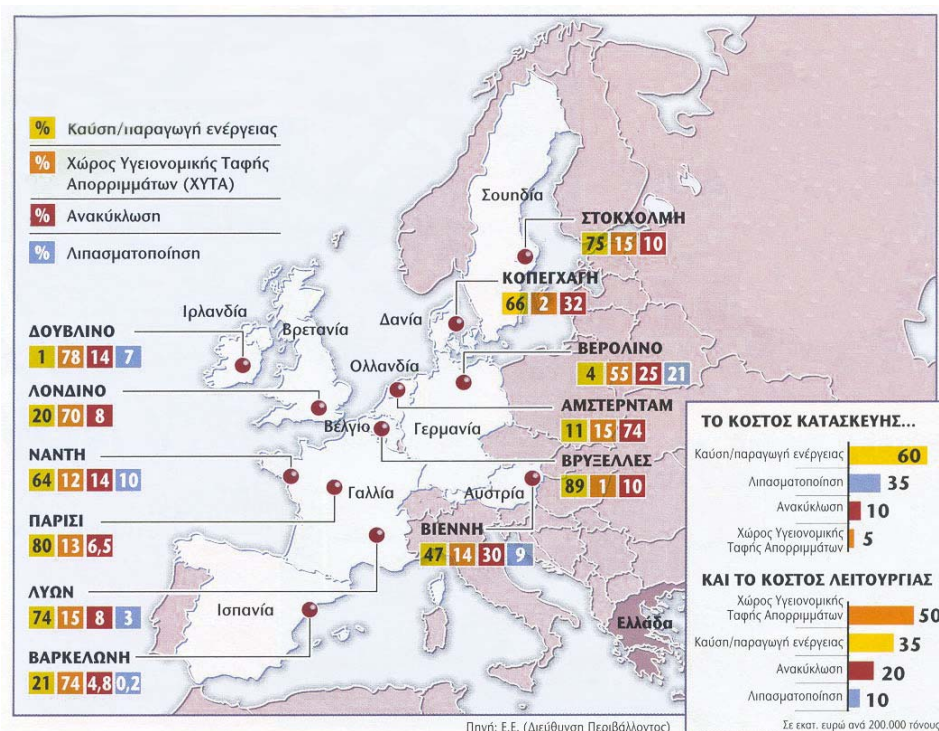 % Καύση/παραγωγή ενέργειας
% Χώρος Υγειονομικής Ταφής
Απορριμμάτων (ΧΥΤΑ)
% Ανακύκλωση
% Λιπασματοποίηση
Σουηδία
ΣΤΟΚΧΟΛΜΗ
75 15 10
ΚΟΠΕΓΧΑΓΗ
66 2 32
Ιρλανδία
Βρετανία
Δανία
ΔΟΥΒΛΙΝΟ
1 78 14 7
Ολλανδία
ΒΕΡΟΛΙΝΟ
4 55 25 21
ΛΟΝΔΙΝΟ
20 70 8
Βέλγιο
Γερμανία
ΑΜΣΤΕΡΝΤΑΜ
11 15 74
ΝΑΝΤΗ
64 12 14 10
ΒΡΥΞΕΛΛΕΣ
89 1 10
Γαλλία
Αυστρία
ΠΑΡΙΣΙ
80 13 6,5
ΒΙΕΝΝΗ
47 14 30 9
ΛΥΩΝ
74 15 8 3
Ισπανία
Ελλάδα
ΒΑΡΚΕΛΩΝΗ
21 74 4,8 0,2
ΤΟ ΚΟΣΤΟΣ ΚΑΤΑΣΚΕΥΗΣ...
Καύση/παραγωγή ενέργειας 60
Λιπασματοποίηση 35
Ανακύκλωση 10
Χώρος Υγειονομικής
Ταφής Απορριμμάτων 5
ΚΑΙ ΤΟ ΚΟΣΤΟΣ ΛΕΙΤΟΥΡΓΙΑΣ
Χώρος Υγειονομικής
Ταφής Απορριμμάτων 50
Καύση/παραγωγή ενέργειας 35
Ανακύκλωση 20
Λιπασματοποίηση 10
Σε εκατ. ευρώ ανά 200.000 τόνους
Πηγή: Ε.Ε. (Διεύθυνση Περιβάλλοντος)